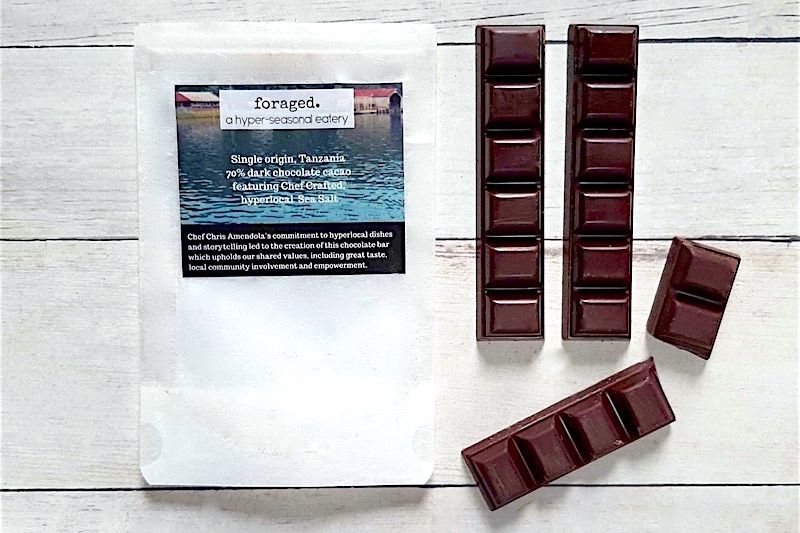 foraged.
a hyper-seasonal eatery
Single origin, Tanzania
70% dark chocolate cacao
featuring Chef Crafted,
hyperlocal Sea Salt
Chef Chris Amendola's commitment to hyperlocal dishes
and storytelling led to the creation of this chocolate bar
which upholds our shared values, including great taste,
local community involvement and empowerment.